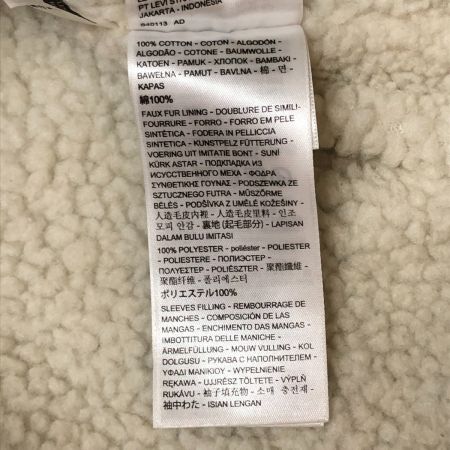 PT LEVI
JAKARTA - INDONESIA
AD
100% COTTON - COTON - ALGODÓN -
ALGODÃO - COTONE - BAUMWOLLE -
KATOEN - PAMUK - ХЛОПОК - BAMBAKI -
BAWEŁNA - PAMUT - BAVLNA - 棉 - 면 -
KAPAS
綿100%
FAUX FUR LINING - DOUBLURE DE SIMILI-
FOURRURE - FORRO - FORRO EM PELE
SINTÉTICA - FODERA IN PELLICCIA
SINTETICA - KUNSTPELZ FÜTTERUNG -
VOERING UIT IMITATIE BONT - SUNİ
KÜRK ASTAR - ПОДКЛАДКА ИЗ
ИСКУССТВЕННОГО МЕХА - ΦΟΔΡΑ
ΣΥΝΘΕΤΙΚΗΣ ΓΟΥΝΑΣ - PODSZEWKA ZE
SZTUCZNEGO FUTRA - MŰSZŐRME
BÉLÉS - PODŠÍVKA Z UMĚLÉ KOŽEŠINY -
人造毛皮內裡 - 人造毛皮里料 - 인조
모피 안감 - 裏地(起毛部分) - LAPISAN
DALAM BULU IMITASI
100% POLYESTER - poliéster - POLIESTER
- POLIESTERE - ПОЛИЭСТЕР -
ΠΟΛΥΕΣΤΕΡ - POLIÉSZTER - 聚酯纖維 -
聚酯纤维 - 폴리에스터
ポリエステル100%
SLEEVES FILLING - REMBOURRAGE DE
MANCHES - COMPOSICIÓN DE LAS
MANGAS - ENCHIMENTO DAS MANGAS -
IMBOTTITURA DELLE MANICHE -
ÄRMELFÜLLUNG - MOUW VULLING - KOL
DOLGUSU - РУКАВА С НАПОЛНИТЕЛЕМ -
ΥΦΑΔΙ ΜΑΝΙΚΙΟΥ - WYPEŁNIENIE
RĘKAWA - UJJRÉSZ TÖLTETE - VÝPLŇ
RUKÁVU - 袖子填充物 - 소매 충전재 -
袖中わた - ISIAN LENGAN